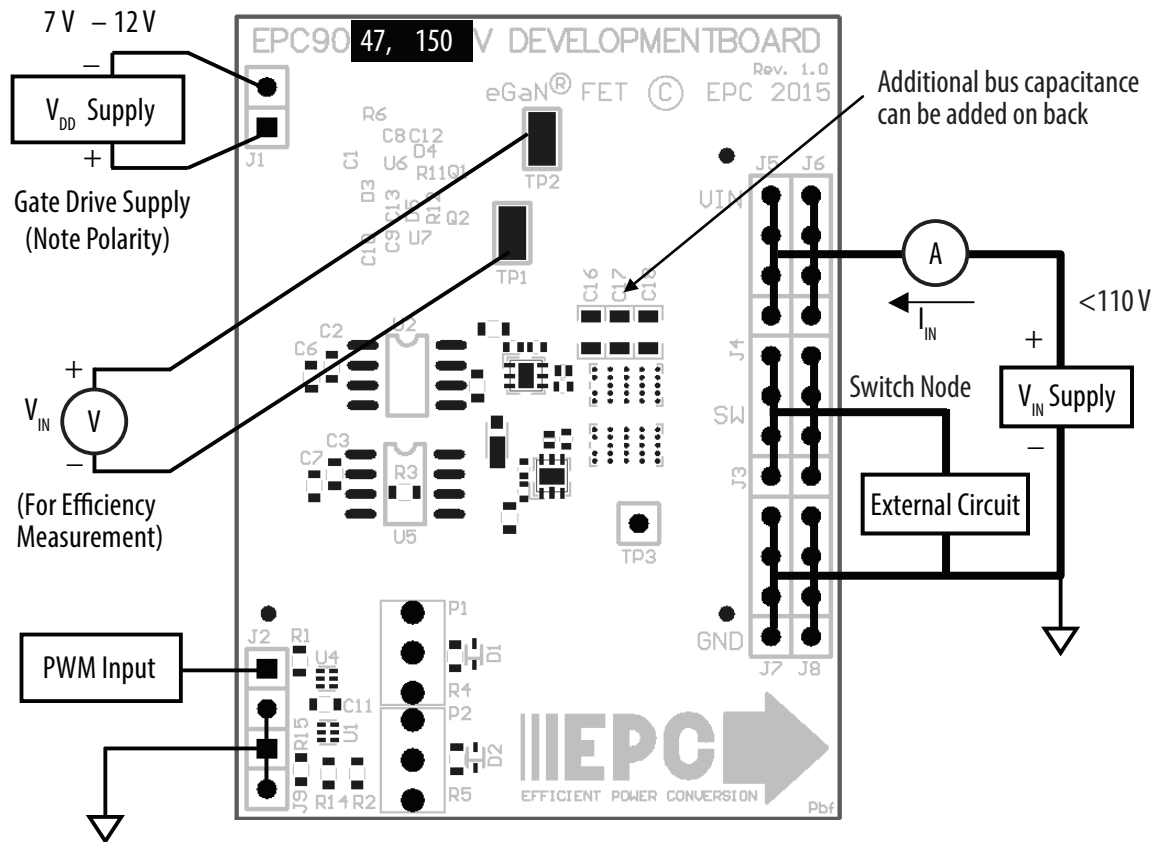 7 V – 12 V
–
V_DD Supply
+
Gate Drive Supply
(Note Polarity)
EPC90 47, 150 V DEVELOPMENTBOARD
Rev. 1.0
eGaN® FET © EPC 2015
Additional bus capacitance
can be added on back
J1
R6
C8 C12
D4
C1
U6
R11 Q1
D3
C13
D5
R12
Q2
C10
C9
U7
TP2
TP1
J5 J6
VIN
A
I_IN
<110 V
+
V_IN Supply
–
C16
C17
C18
U2
C2
C6
J4
Switch Node
SW
J3
External Circuit
+
V_IN
V
–
(For Efficiency
Measurement)
C3
C7
R3
U5
TP3
GND
J7 J8
PWM Input
J2
R1
U4
C11
R15
U1
J9
R14 R2
P1
D1
R4
P2
D2
R5
EPC
EFFICIENT POWER CONVERSION
Pbf